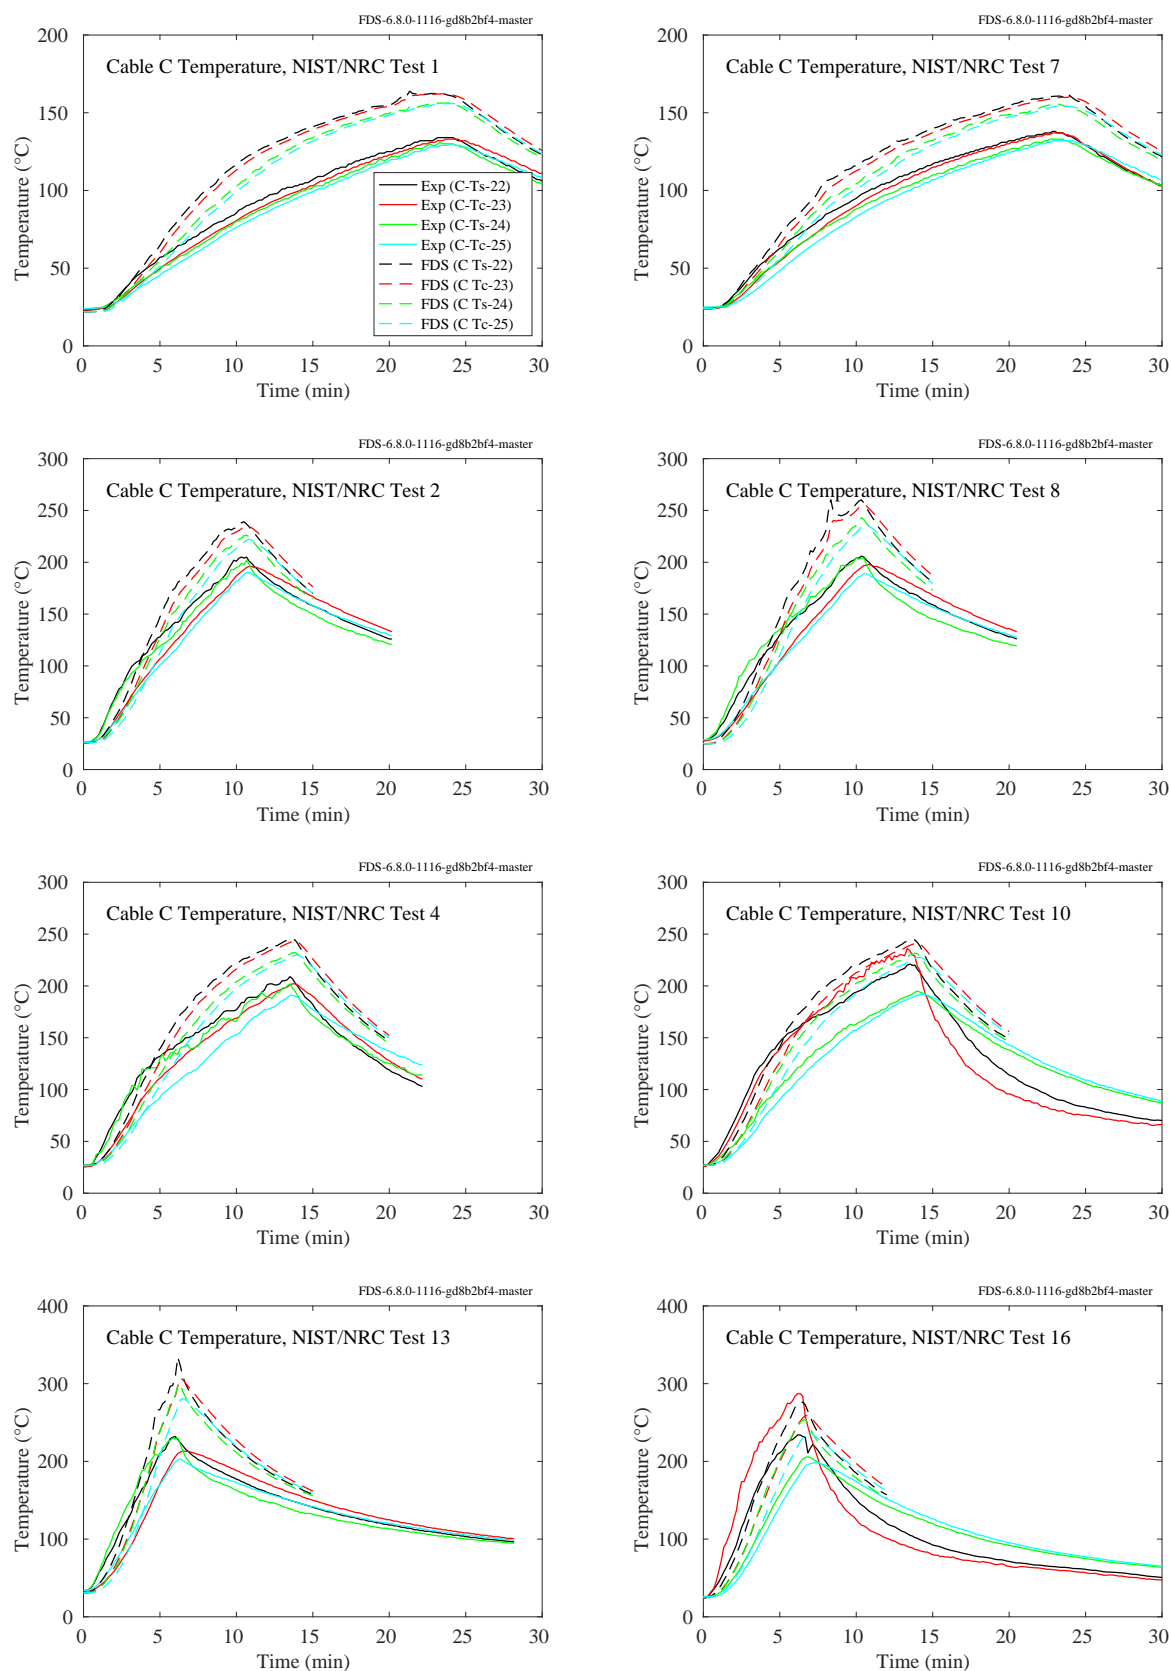 FDS-6.8.0-1116-gd8b2bf4-master
Cable C Temperature, NIST/NRC Test 1
Temperature (°C)
200
150
100
50
0
0 5 10 15 20 25 30
Time (min)
Exp (C-Ts-22)
Exp (C-Tc-23)
Exp (C-Ts-24)
Exp (C-Tc-25)
FDS (C Ts-22)
FDS (C Tc-23)
FDS (C Ts-24)
FDS (C Tc-25)
FDS-6.8.0-1116-gd8b2bf4-master
Cable C Temperature, NIST/NRC Test 7
Temperature (°C)
200
150
100
50
0
0 5 10 15 20 25 30
Time (min)
FDS-6.8.0-1116-gd8b2bf4-master
Cable C Temperature, NIST/NRC Test 2
Temperature (°C)
300
250
200
150
100
50
0
0 5 10 15 20 25 30
Time (min)
FDS-6.8.0-1116-gd8b2bf4-master
Cable C Temperature, NIST/NRC Test 8
Temperature (°C)
300
250
200
150
100
50
0
0 5 10 15 20 25 30
Time (min)
FDS-6.8.0-1116-gd8b2bf4-master
Cable C Temperature, NIST/NRC Test 4
Temperature (°C)
300
250
200
150
100
50
0
0 5 10 15 20 25 30
Time (min)
FDS-6.8.0-1116-gd8b2bf4-master
Cable C Temperature, NIST/NRC Test 10
Temperature (°C)
300
250
200
150
100
50
0
0 5 10 15 20 25 30
Time (min)
FDS-6.8.0-1116-gd8b2bf4-master
Cable C Temperature, NIST/NRC Test 13
Temperature (°C)
400
300
200
100
0
0 5 10 15 20 25 30
Time (min)
FDS-6.8.0-1116-gd8b2bf4-master
Cable C Temperature, NIST/NRC Test 16
Temperature (°C)
400
300
200
100
0
0 5 10 15 20 25 30
Time (min)